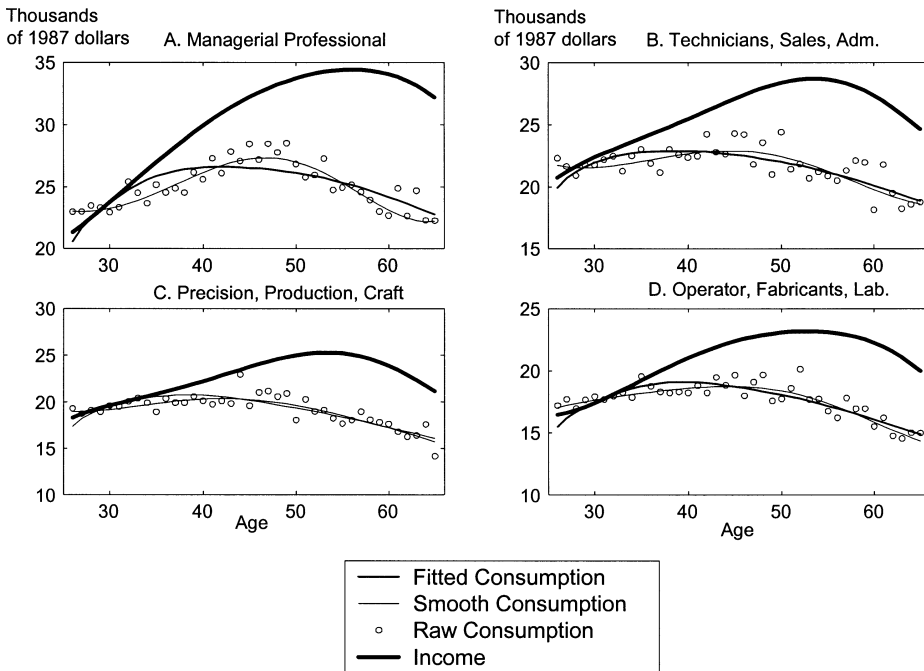 Thousands
of 1987 dollars
A. Managerial Professional
35
30
25
20
30
40
50
60
Thousands
of 1987 dollars
B. Technicians, Sales, Adm.
30
25
20
15
30
40
50
60
C. Precision, Production, Craft
30
25
20
15
10
30
40
50
60
Age
D. Operator, Fabricants, Lab.
25
20
15
10
30
40
50
60
Age
Fitted Consumption
Smooth Consumption
Raw Consumption
Income